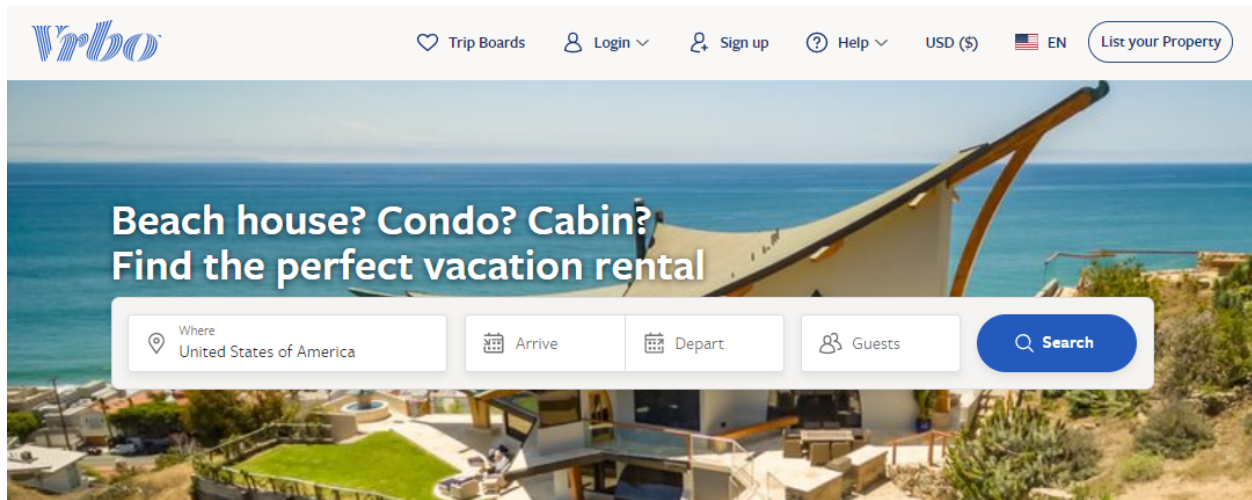 Vrbo
Trip Boards
Login
Sign up
Help
USD ($)
EN
List your Property
Beach house? Condo? Cabin?
Find the perfect vacation rental
Where
United States of America
Arrive
Depart
Guests
Search